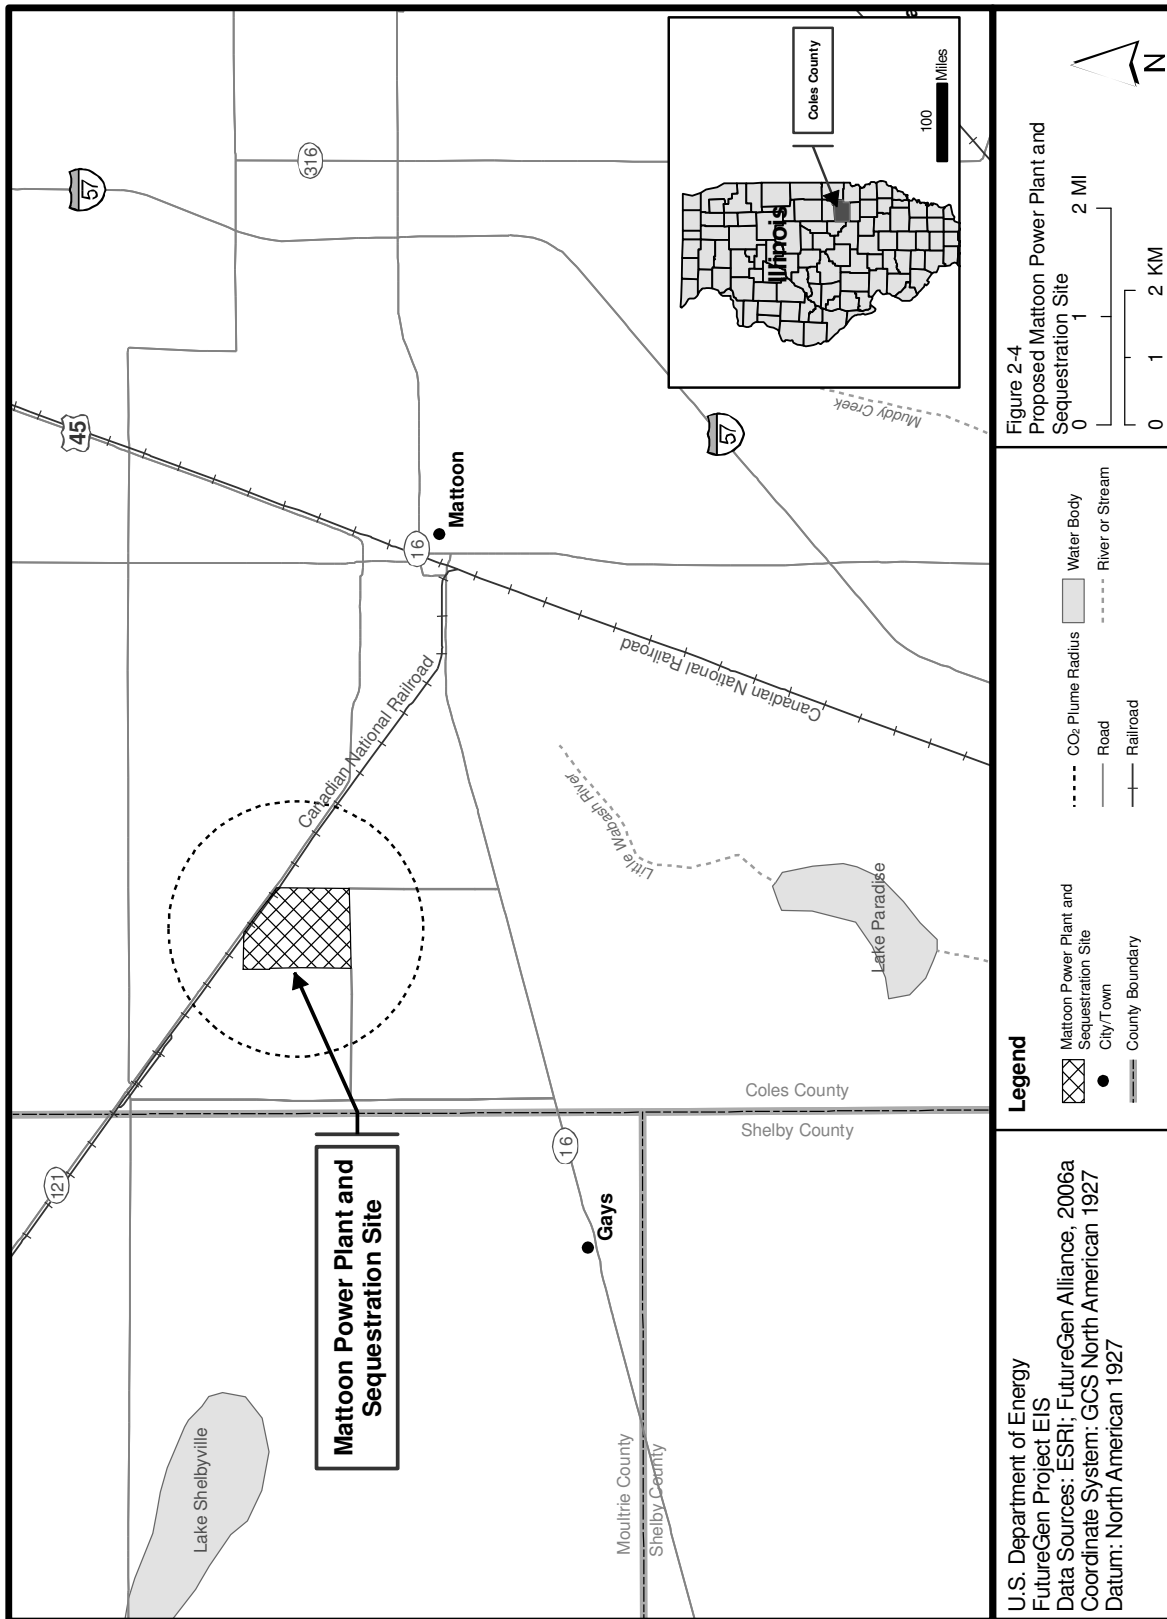 121
45
57
316
16
16
57
Mattoon
Gays
Canadian National Railroad
Canadian National Railroad
Little Wabash River
Muddy Creek
Lake Paradise
Lake Shelbyville
Mattoon Power Plant and
Sequestration Site
Coles County
Shelby County
Moultrie County
Shelby County
Illinois
Coles County
100
Miles
U.S. Department of Energy
FutureGen Project EIS
Data Sources: ESRI; FutureGen Alliance, 2006a
Coordinate System: GCS North American 1927
Datum: North American 1927
Legend
Mattoon Power Plant and
Sequestration Site
City/Town
County Boundary
CO₂ Plume Radius
Road
Railroad
Water Body
River or Stream
Figure 2-4
Proposed Mattoon Power Plant and
Sequestration Site
0 1 2 MI
0 1 2 KM
N